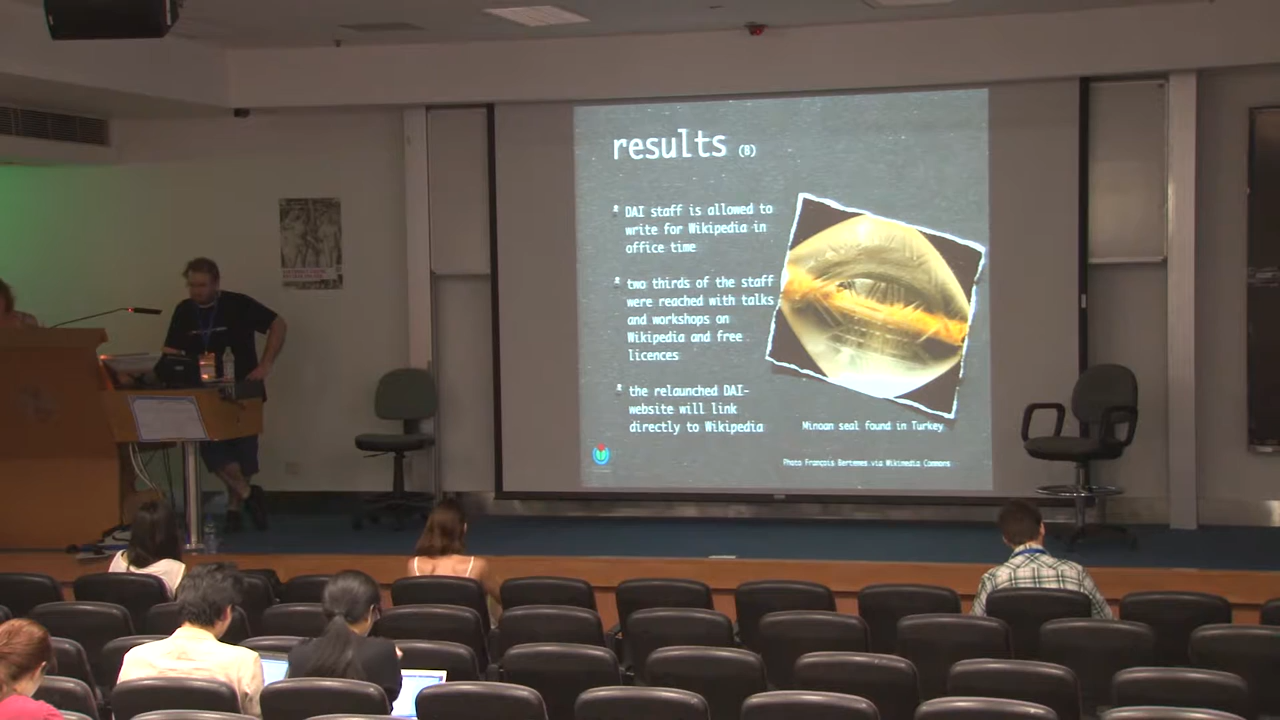 results (B)
DAI staff is allowed to
write for Wikipedia in
office time
two thirds of the staff
were reached with talks
and workshops on
Wikipedia and free
licences
the relaunched DAI-
website will link
directly to Wikipedia
Minoan seal found in Turkey
Photo François Bertemes via Wikimedia Commons